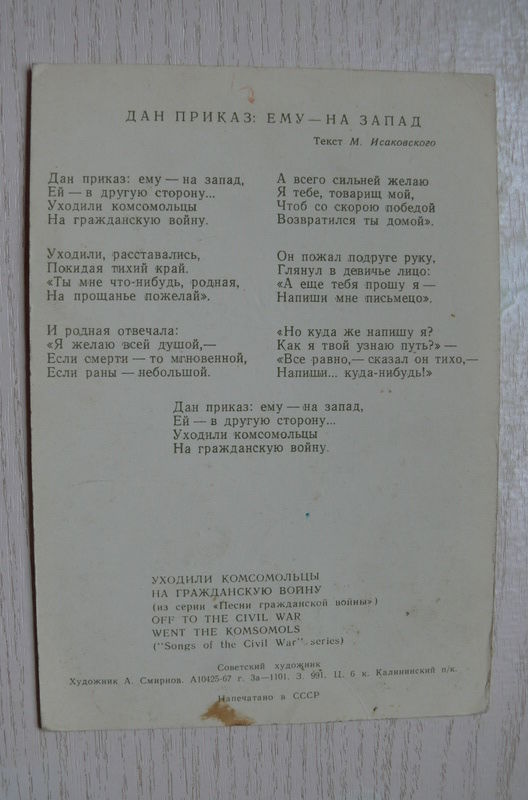 ДАН ПРИКАЗ: ЕМУ — НА ЗАПАД
Текст М. Исаковского
Дан приказ: ему — на запад,
Ей — в другую сторону...
Уходили комсомольцы
На гражданскую войну.
Уходили, расставались,
Покидая тихий край.
«Ты мне что-нибудь, родная,
На прощанье пожелай».
И родная отвечала:
«Я желаю всей душой,—
Если смерти — то мгновенной,
Если раны — небольшой.
А всего сильней желаю
Я тебе, товарищ мой,
Чтоб со скорою победой
Возвратился ты домой».
Он пожал подруге руку,
Глянул в девичье лицо:
«А еще тебя прошу я —
Напиши мне письмецо».
«Но куда же напишу я?
Как я твой узнаю путь?» —
«Все равно,— сказал он тихо,—
Напиши... куда-нибудь!»
Дан приказ: ему — на запад,
Ей — в другую сторону...
Уходили комсомольцы
На гражданскую войну.
УХОДИЛИ КОМСОМОЛЬЦЫ
НА ГРАЖДАНСКУЮ ВОЙНУ
(из серии «Песни гражданской войны»)
OFF TO THE CIVIL WAR
WENT THE KOMSOMOLS
("Songs of the Civil War" series)
Советский художник
Художник А. Смирнов. А10425-67 г. За—1101. З. 991. Ц. 6 к. Калининский п/к.
Напечатано в СССР